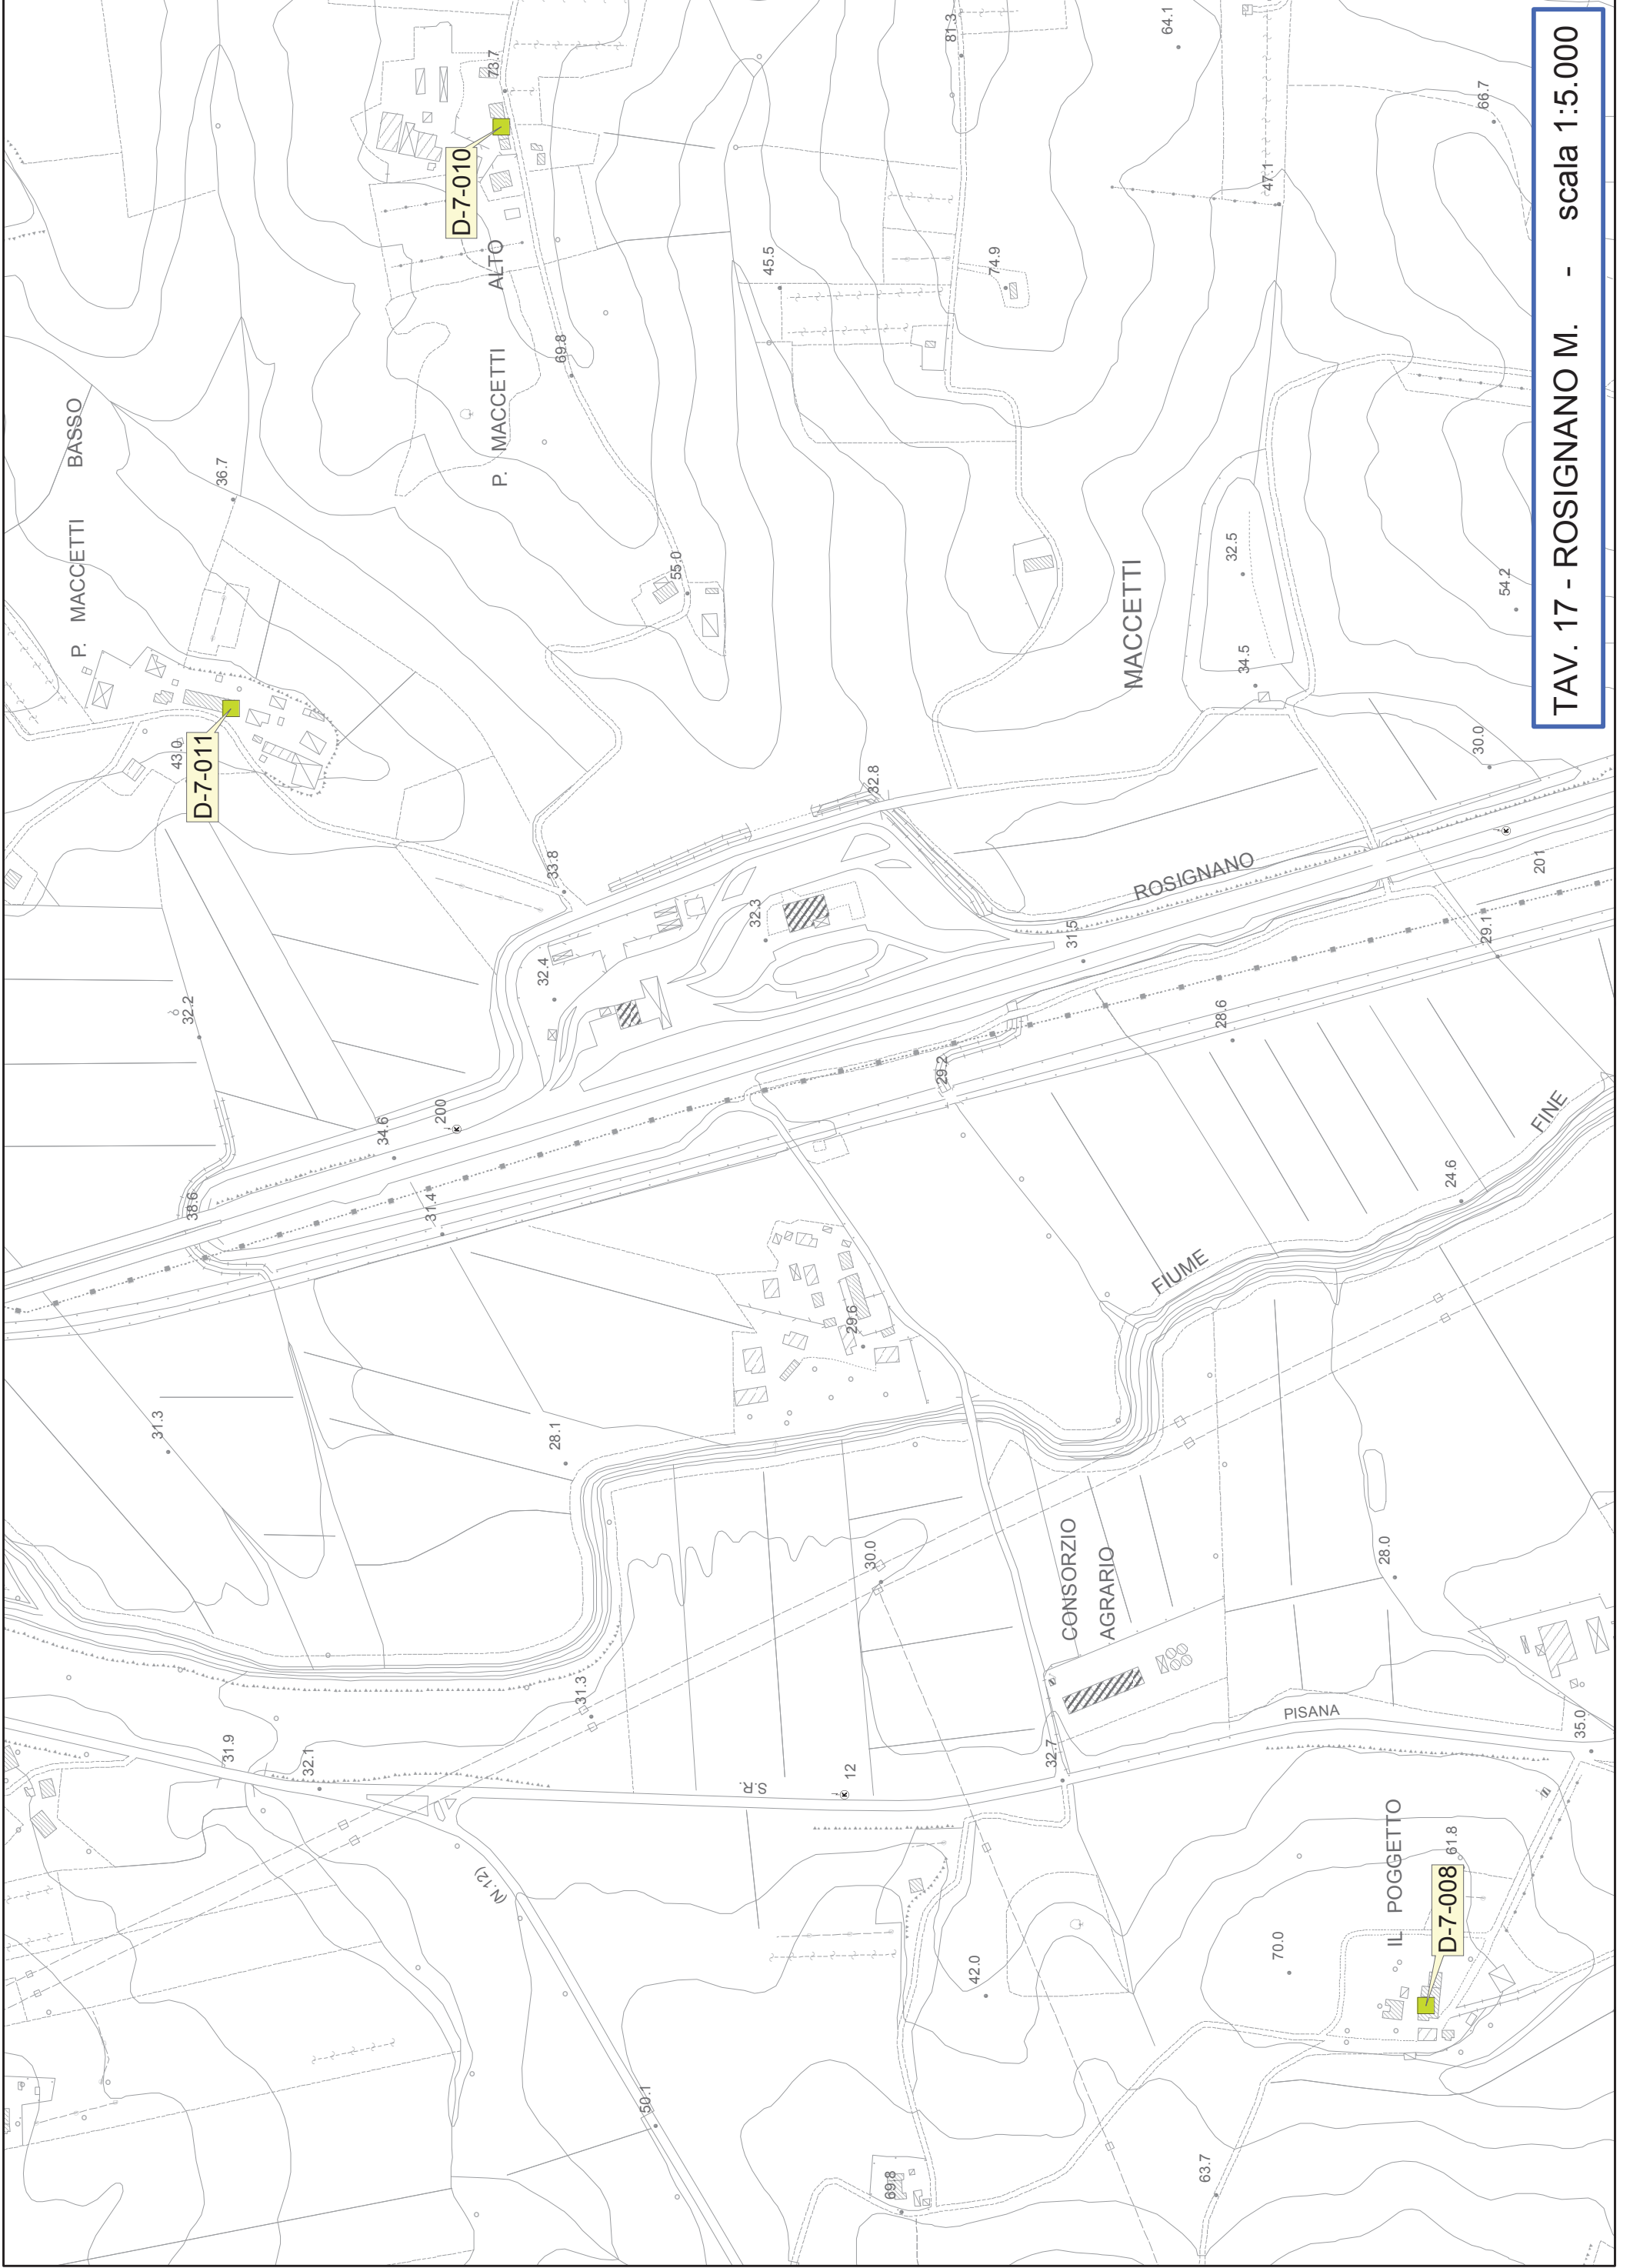 TAV. 17 - ROSIGNANO M. - scala 1:5.000
P. MACCETTI BASSO
P. MACCETTI ALTO
MACCETTI
ROSIGNANO
FIUME
FINE
CONSORZIO
AGRARIO
PISANA
IL POGGETTO
S.R.
(N.12)
D-7-011
D-7-010
D-7-008
73.7
81.3
64.1
66.7
47.1
74.9
45.5
69.8
36.7
55.0
32.5
34.5
54.2
30.0
43.0
33.8
32.8
32.3
32.4
31.5
201
29.1
28.6
29.2
32.2
34.6
200
38.6
31.4
24.6
29.6
31.3
28.1
30.0
28.0
31.3
31.9
32.1
12
32.7
35.0
61.8
70.0
42.0
50.1
69.8
63.7